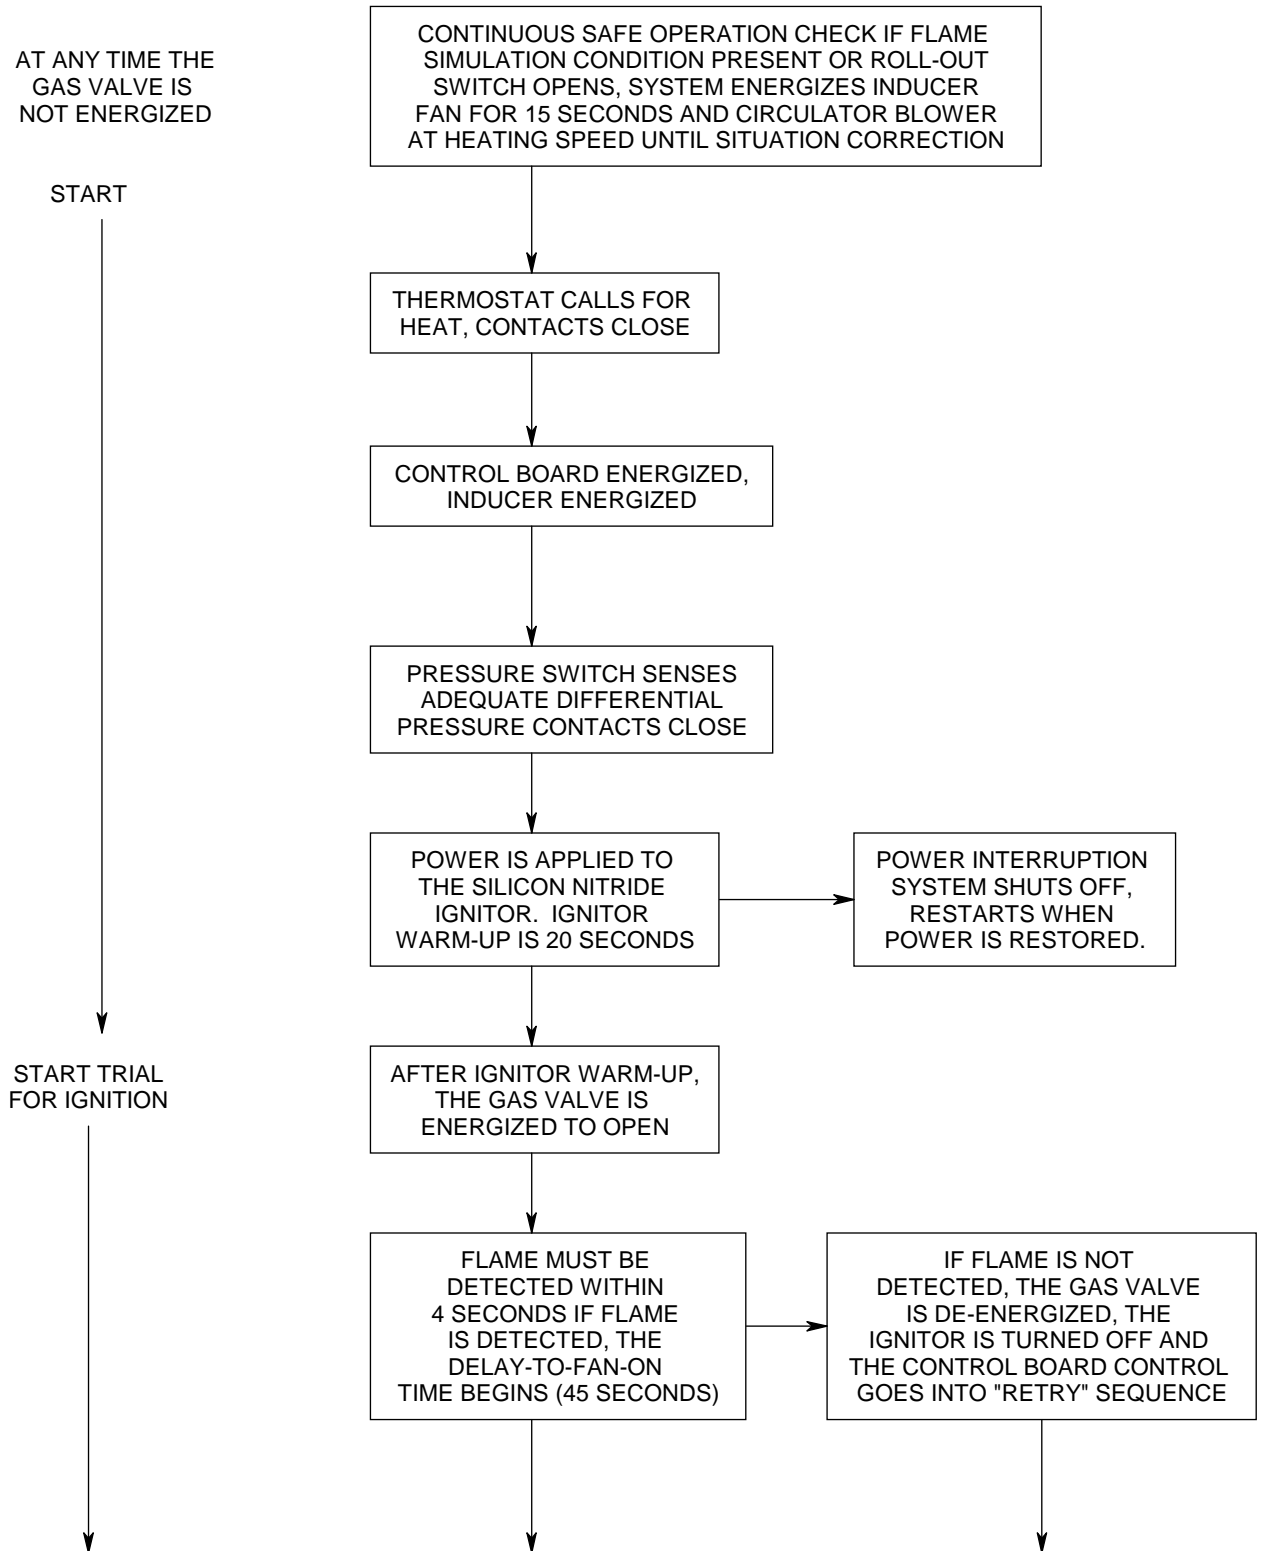 AT ANY TIME THE
GAS VALVE IS
NOT ENERGIZED
CONTINUOUS SAFE OPERATION CHECK IF FLAME
SIMULATION CONDITION PRESENT OR ROLL-OUT
SWITCH OPENS, SYSTEM ENERGIZES INDUCER
FAN FOR 15 SECONDS AND CIRCULATOR BLOWER
AT HEATING SPEED UNTIL SITUATION CORRECTION
START
THERMOSTAT CALLS FOR
HEAT, CONTACTS CLOSE
CONTROL BOARD ENERGIZED,
INDUCER ENERGIZED
PRESSURE SWITCH SENSES
ADEQUATE DIFFERENTIAL
PRESSURE CONTACTS CLOSE
POWER IS APPLIED TO
THE SILICON NITRIDE
IGNITOR. IGNITOR
WARM-UP IS 20 SECONDS
POWER INTERRUPTION
SYSTEM SHUTS OFF,
RESTARTS WHEN
POWER IS RESTORED.
START TRIAL
FOR IGNITION
AFTER IGNITOR WARM-UP,
THE GAS VALVE IS
ENERGIZED TO OPEN
FLAME MUST BE
DETECTED WITHIN
4 SECONDS IF FLAME
IS DETECTED, THE
DELAY-TO-FAN-ON
TIME BEGINS (45 SECONDS)
IF FLAME IS NOT
DETECTED, THE GAS VALVE
IS DE-ENERGIZED, THE
IGNITOR IS TURNED OFF AND
THE CONTROL BOARD CONTROL
GOES INTO "RETRY" SEQUENCE